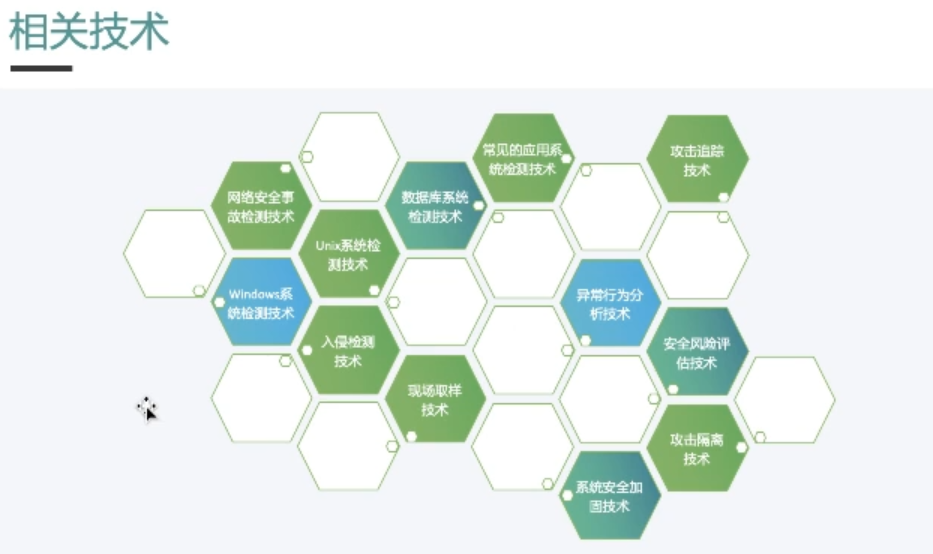 相关技术
常见的应用系
统检测技术
攻击追踪
技术
网络安全事
故检测技术
数据库系统
检测技术
Unix系统检
测技术
Windows系
统检测技术
异常行为分
析技术
入侵检测
技术
安全风险评
估技术
现场取样
技术
攻击隔离
技术
系统安全加
固技术